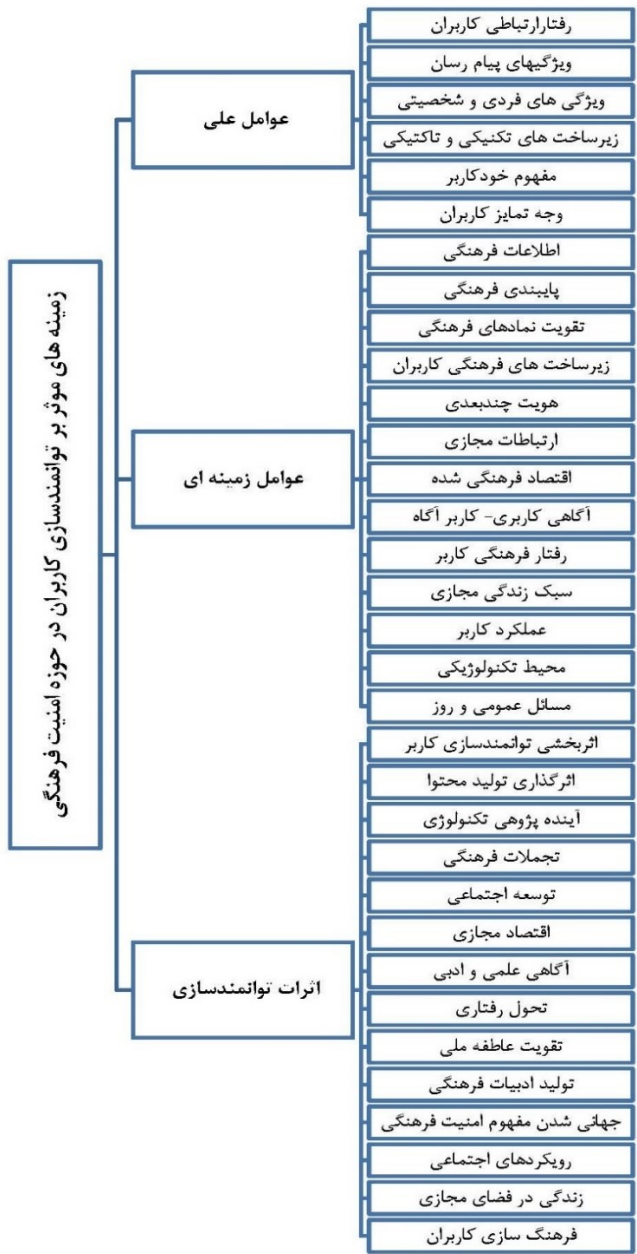 زمینه های موثر بر توانمندسازی کاربران در حوزه امنیت فرهنگی
عوامل علی
رفتارارتباطی کاربران
ویژگیهای پیام رسان
ویژگی های فردی و شخصیتی
زیرساخت های تکنیکی و تاکتیکی
مفهوم خودکاربر
وجه تمایز کاربران
عوامل زمینه ای
اطلاعات فرهنگی
پایبندی فرهنگی
تقویت نمادهای فرهنگی
زیرساخت های فرهنگی کاربران
هویت چندبعدی
ارتباطات مجازی
اقتصاد فرهنگی شده
آگاهی کاربری- کاربر آگاه
رفتار فرهنگی کاربر
سبک زندگی مجازی
عملکرد کاربر
محیط تکنولوژیکی
مسائل عمومی و روز
اثرات توانمندسازی
اثربخشی توانمندسازی کاربر
اثرگذاری تولید محتوا
آینده پژوهی تکنولوژی
تجملات فرهنگی
توسعه اجتماعی
اقتصاد مجازی
آگاهی علمی و ادبی
تحول رفتاری
تقویت عاطفه ملی
تولید ادبیات فرهنگی
جهانی شدن مفهوم امنیت فرهنگی
رویکردهای اجتماعی
زندگی در فضای مجازی
فرهنگ سازی کاربران